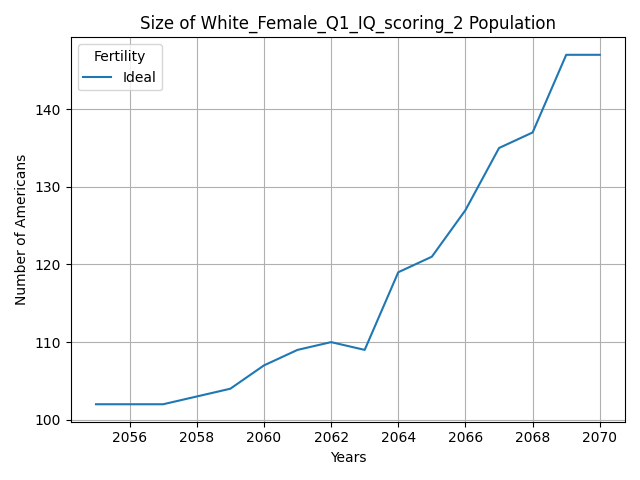 Size of White_Female_Q1_IQ_scoring_2 Population
Fertility
Ideal
Number of Americans
140
130
120
110
100
2056 2058 2060 2062 2064 2066 2068 2070
Years